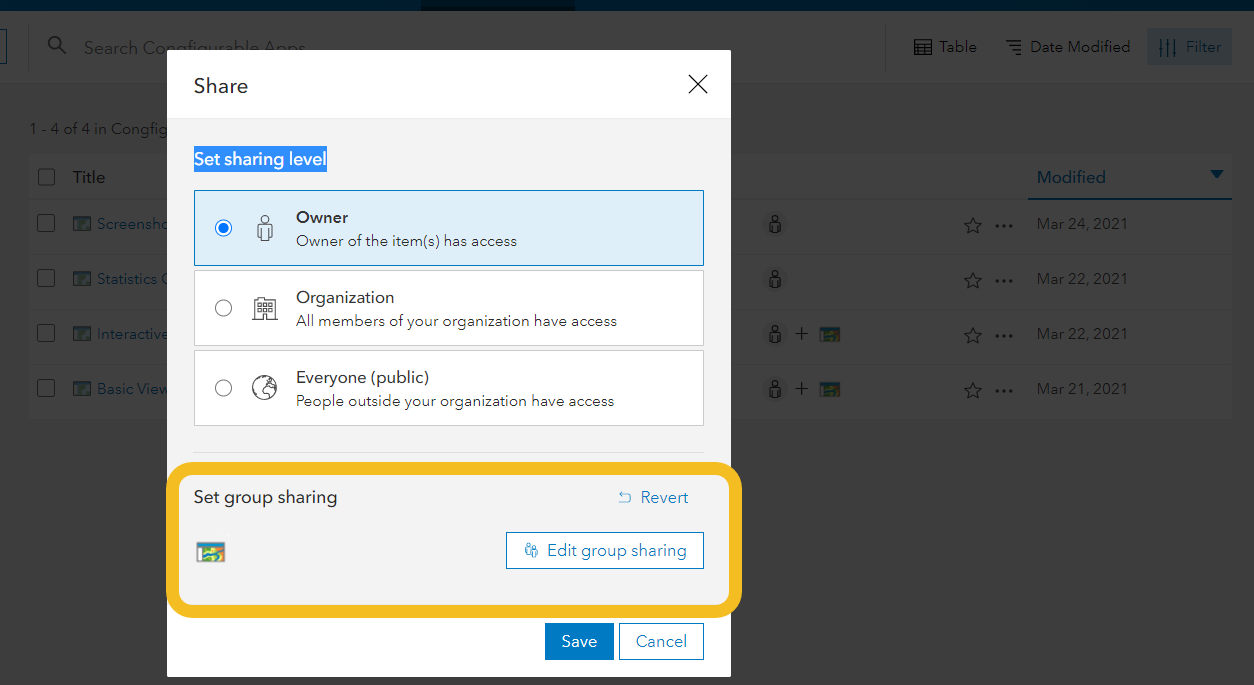 Search Congfigurable Apps
Table
Date Modified
Filter
Share
1 - 4 of 4 in Congfig
Set sharing level
Title
Modified
Owner
Owner of the item(s) has access
Screensho
Mar 24, 2021
Statistics
Mar 22, 2021
Organization
All members of your organization have access
Interactive
Mar 22, 2021
Everyone (public)
People outside your organization have access
Basic View
Mar 21, 2021
Set group sharing
Revert
Edit group sharing
Save
Cancel